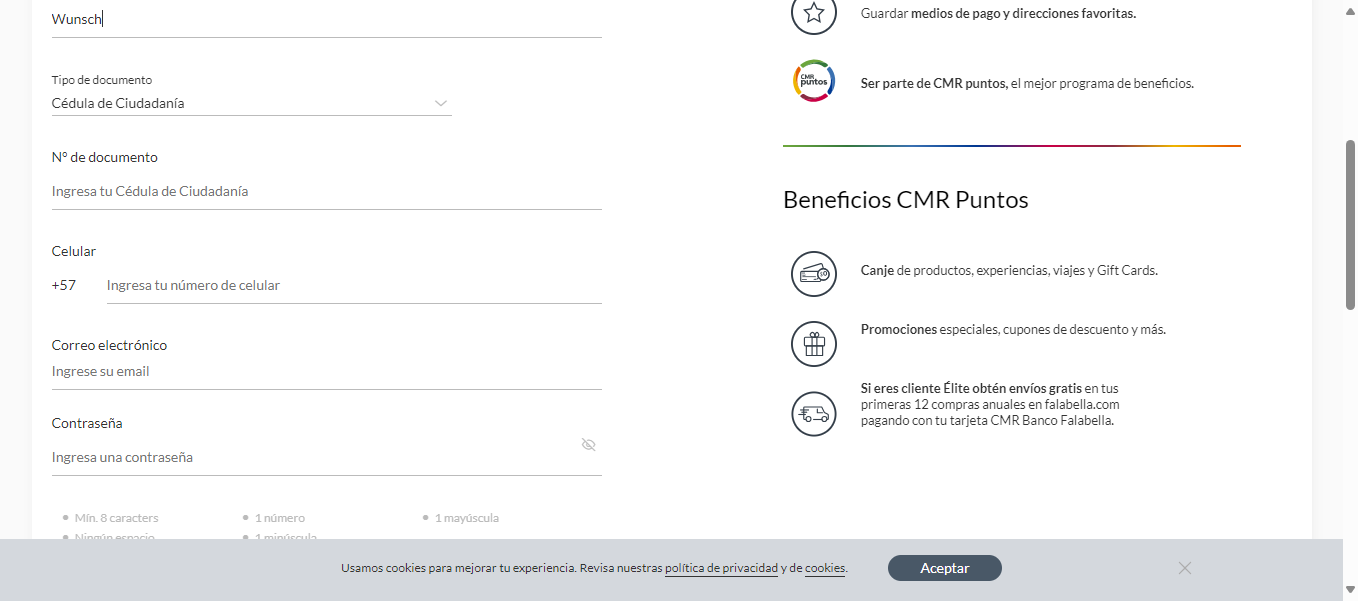 Wunsch
Tipo de documento
Cédula de Ciudadanía
N° de documento
Ingresa tu Cédula de Ciudadanía
Celular
+57 Ingresa tu número de celular
Correo electrónico
Ingrese su email
Contraseña
Ingresa una contraseña
Mín. 8 caracters
1 número
1 mayúscula
Ningún espacio
1 minúscula
Guardar medios de pago y direcciones favoritas.
CMR puntos
Ser parte de CMR puntos, el mejor programa de beneficios.
Beneficios CMR Puntos
Canje de productos, experiencias, viajes y Gift Cards.
Promociones especiales, cupones de descuento y más.
Si eres cliente Élite obtén envíos gratis en tus
primeras 12 compras anuales en falabella.com
pagando con tu tarjeta CMR Banco Falabella.
Usamos cookies para mejorar tu experiencia. Revisa nuestras política de privacidad y de cookies.
Aceptar